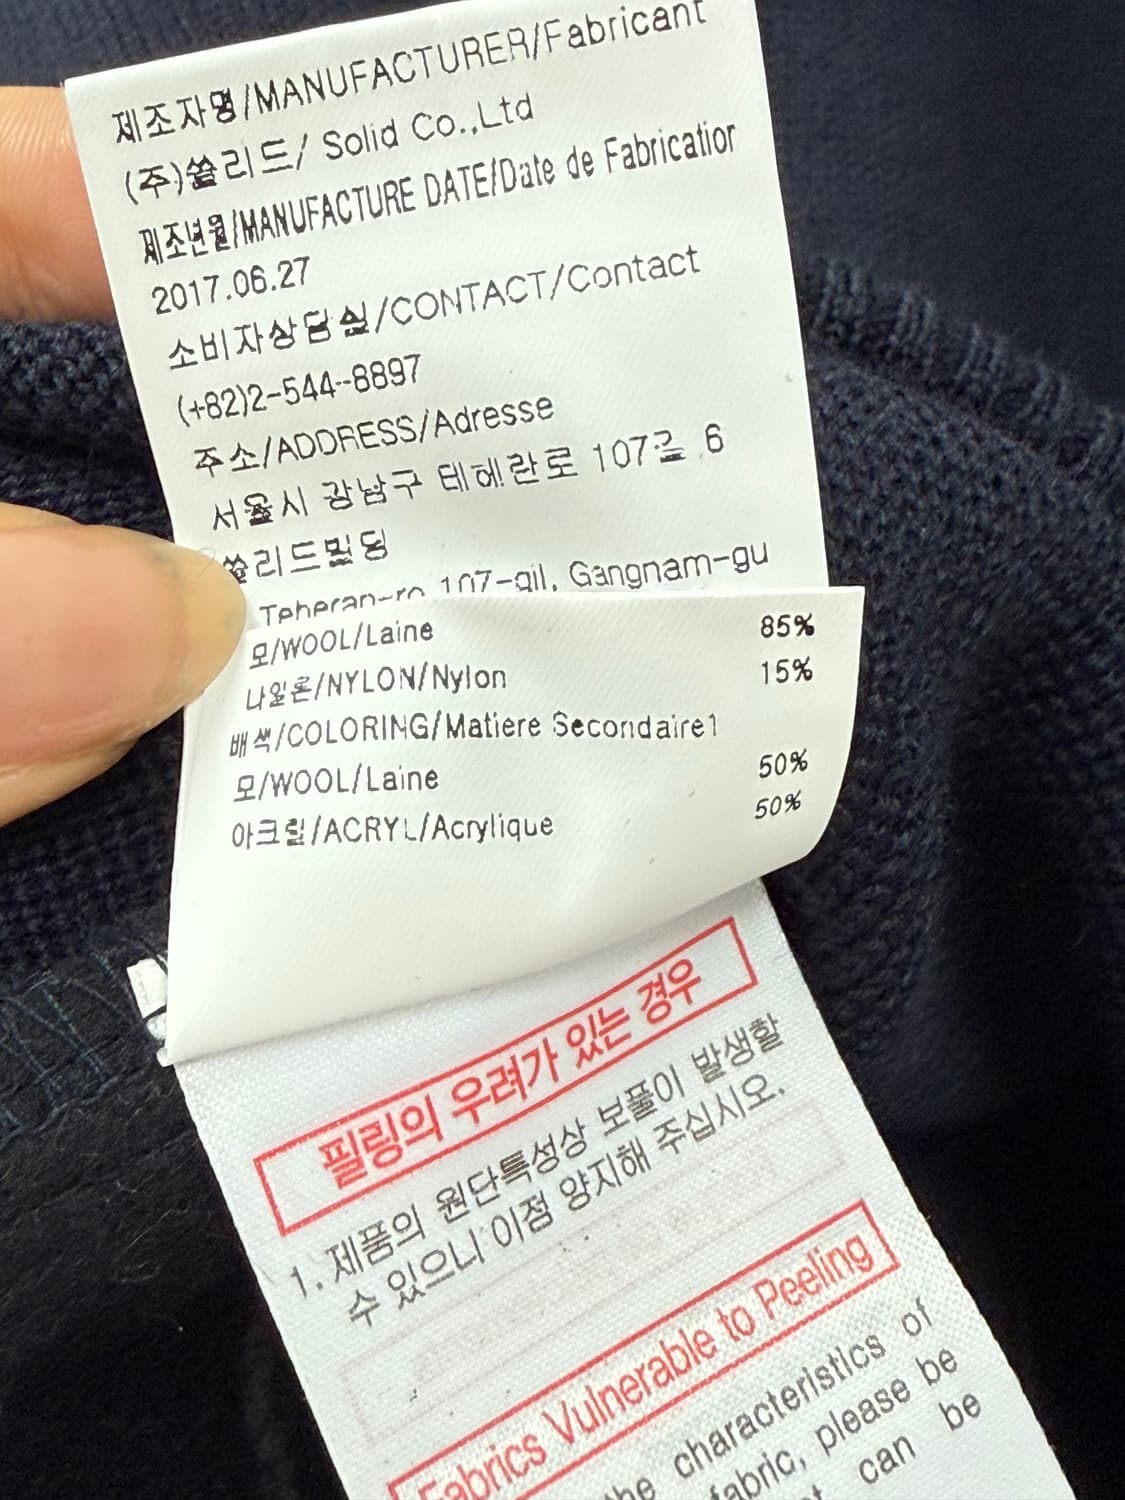 제조자명/MANUFACTURER/Fabricant
(주)쏠리드/ Solid Co.,Ltd
제조년월/MANUFACTURE DATE/Date de Fabrication
2017.06.27
소비자상담실/CONTACT/Contact
(+82)2-544--8897
주소/ADDRESS/Adresse
서울시 강남구 테헤란로 107길 6
쏠리드빌딩
Teheran-ro 107-gil, Gangnam-gu
모/WOOL/Laine 85%
나일론/NYLON/Nylon 15%
배색/COLORING/Matiere Secondaire1
모/WOOL/Laine 50%
아크릴/ACRYL/Acrylique 50%
필링의 우려가 있는 경우
1. 제품의 원단특성상 보풀이 발생할
수 있으니 이점 양지해 주십시오.
Fabrics Vulnerable to Peeling
the characteristics of
fabric, please be
can be